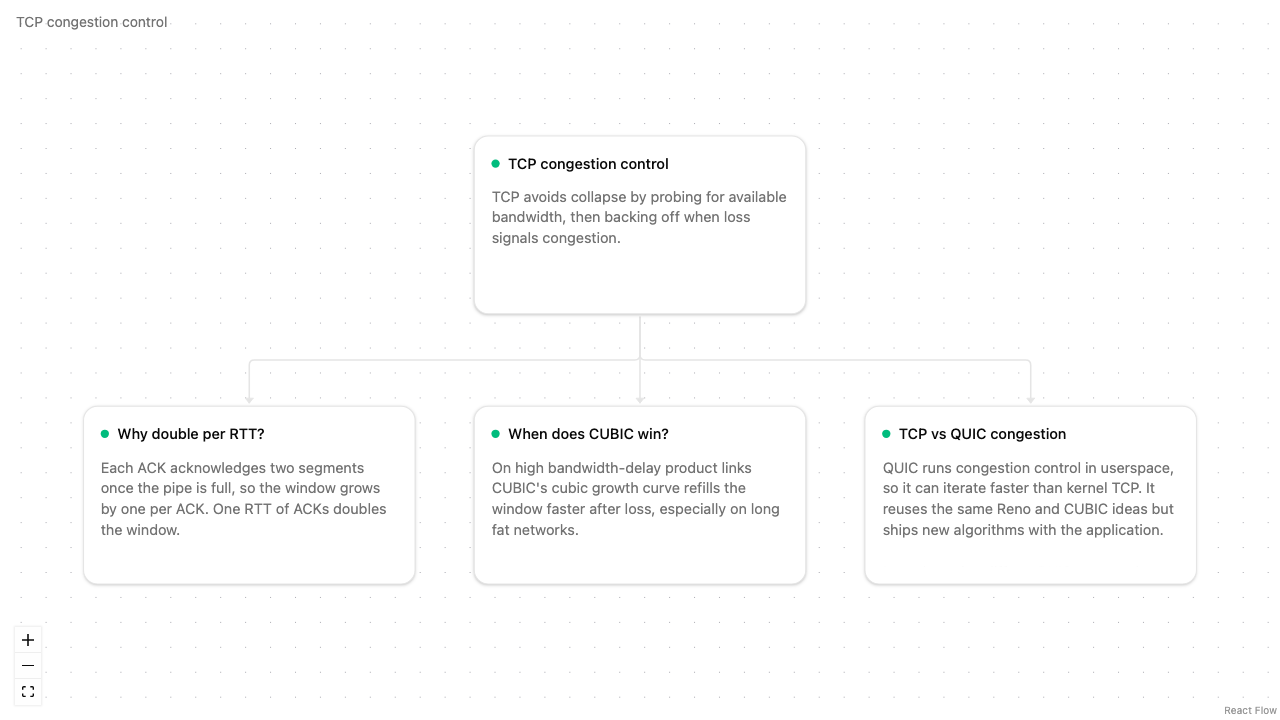 TCP congestion control
TCP congestion control
TCP avoids collapse by probing for available
bandwidth, then backing off when loss
signals congestion.
Why double per RTT?
Each ACK acknowledges two segments
once the pipe is full, so the window grows
by one per ACK. One RTT of ACKs doubles
the window.
When does CUBIC win?
On high bandwidth-delay product links
CUBIC's cubic growth curve refills the
window faster after loss, especially on long
fat networks.
TCP vs QUIC congestion
QUIC runs congestion control in userspace,
so it can iterate faster than kernel TCP. It
reuses the same Reno and CUBIC ideas but
ships new algorithms with the application.
React Flow